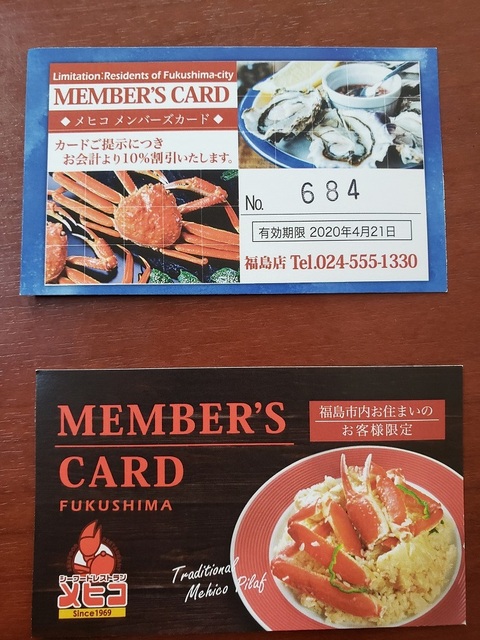 Limitation:Residents of Fukushima-city
MEMBER'S CARD
◆ メヒコ メンバーズカード ◆
カードご提示につき
お会計より10%割引いたします。
No. 684
有効期限 2020年4月21日
福島店 Tel.024-555-1330
MEMBER'S
CARD
FUKUSHIMA
福島市内お住まいの
お客様限定
シーフードレストラン
メヒコ
Since1969
Traditional
Mehico Pilaf